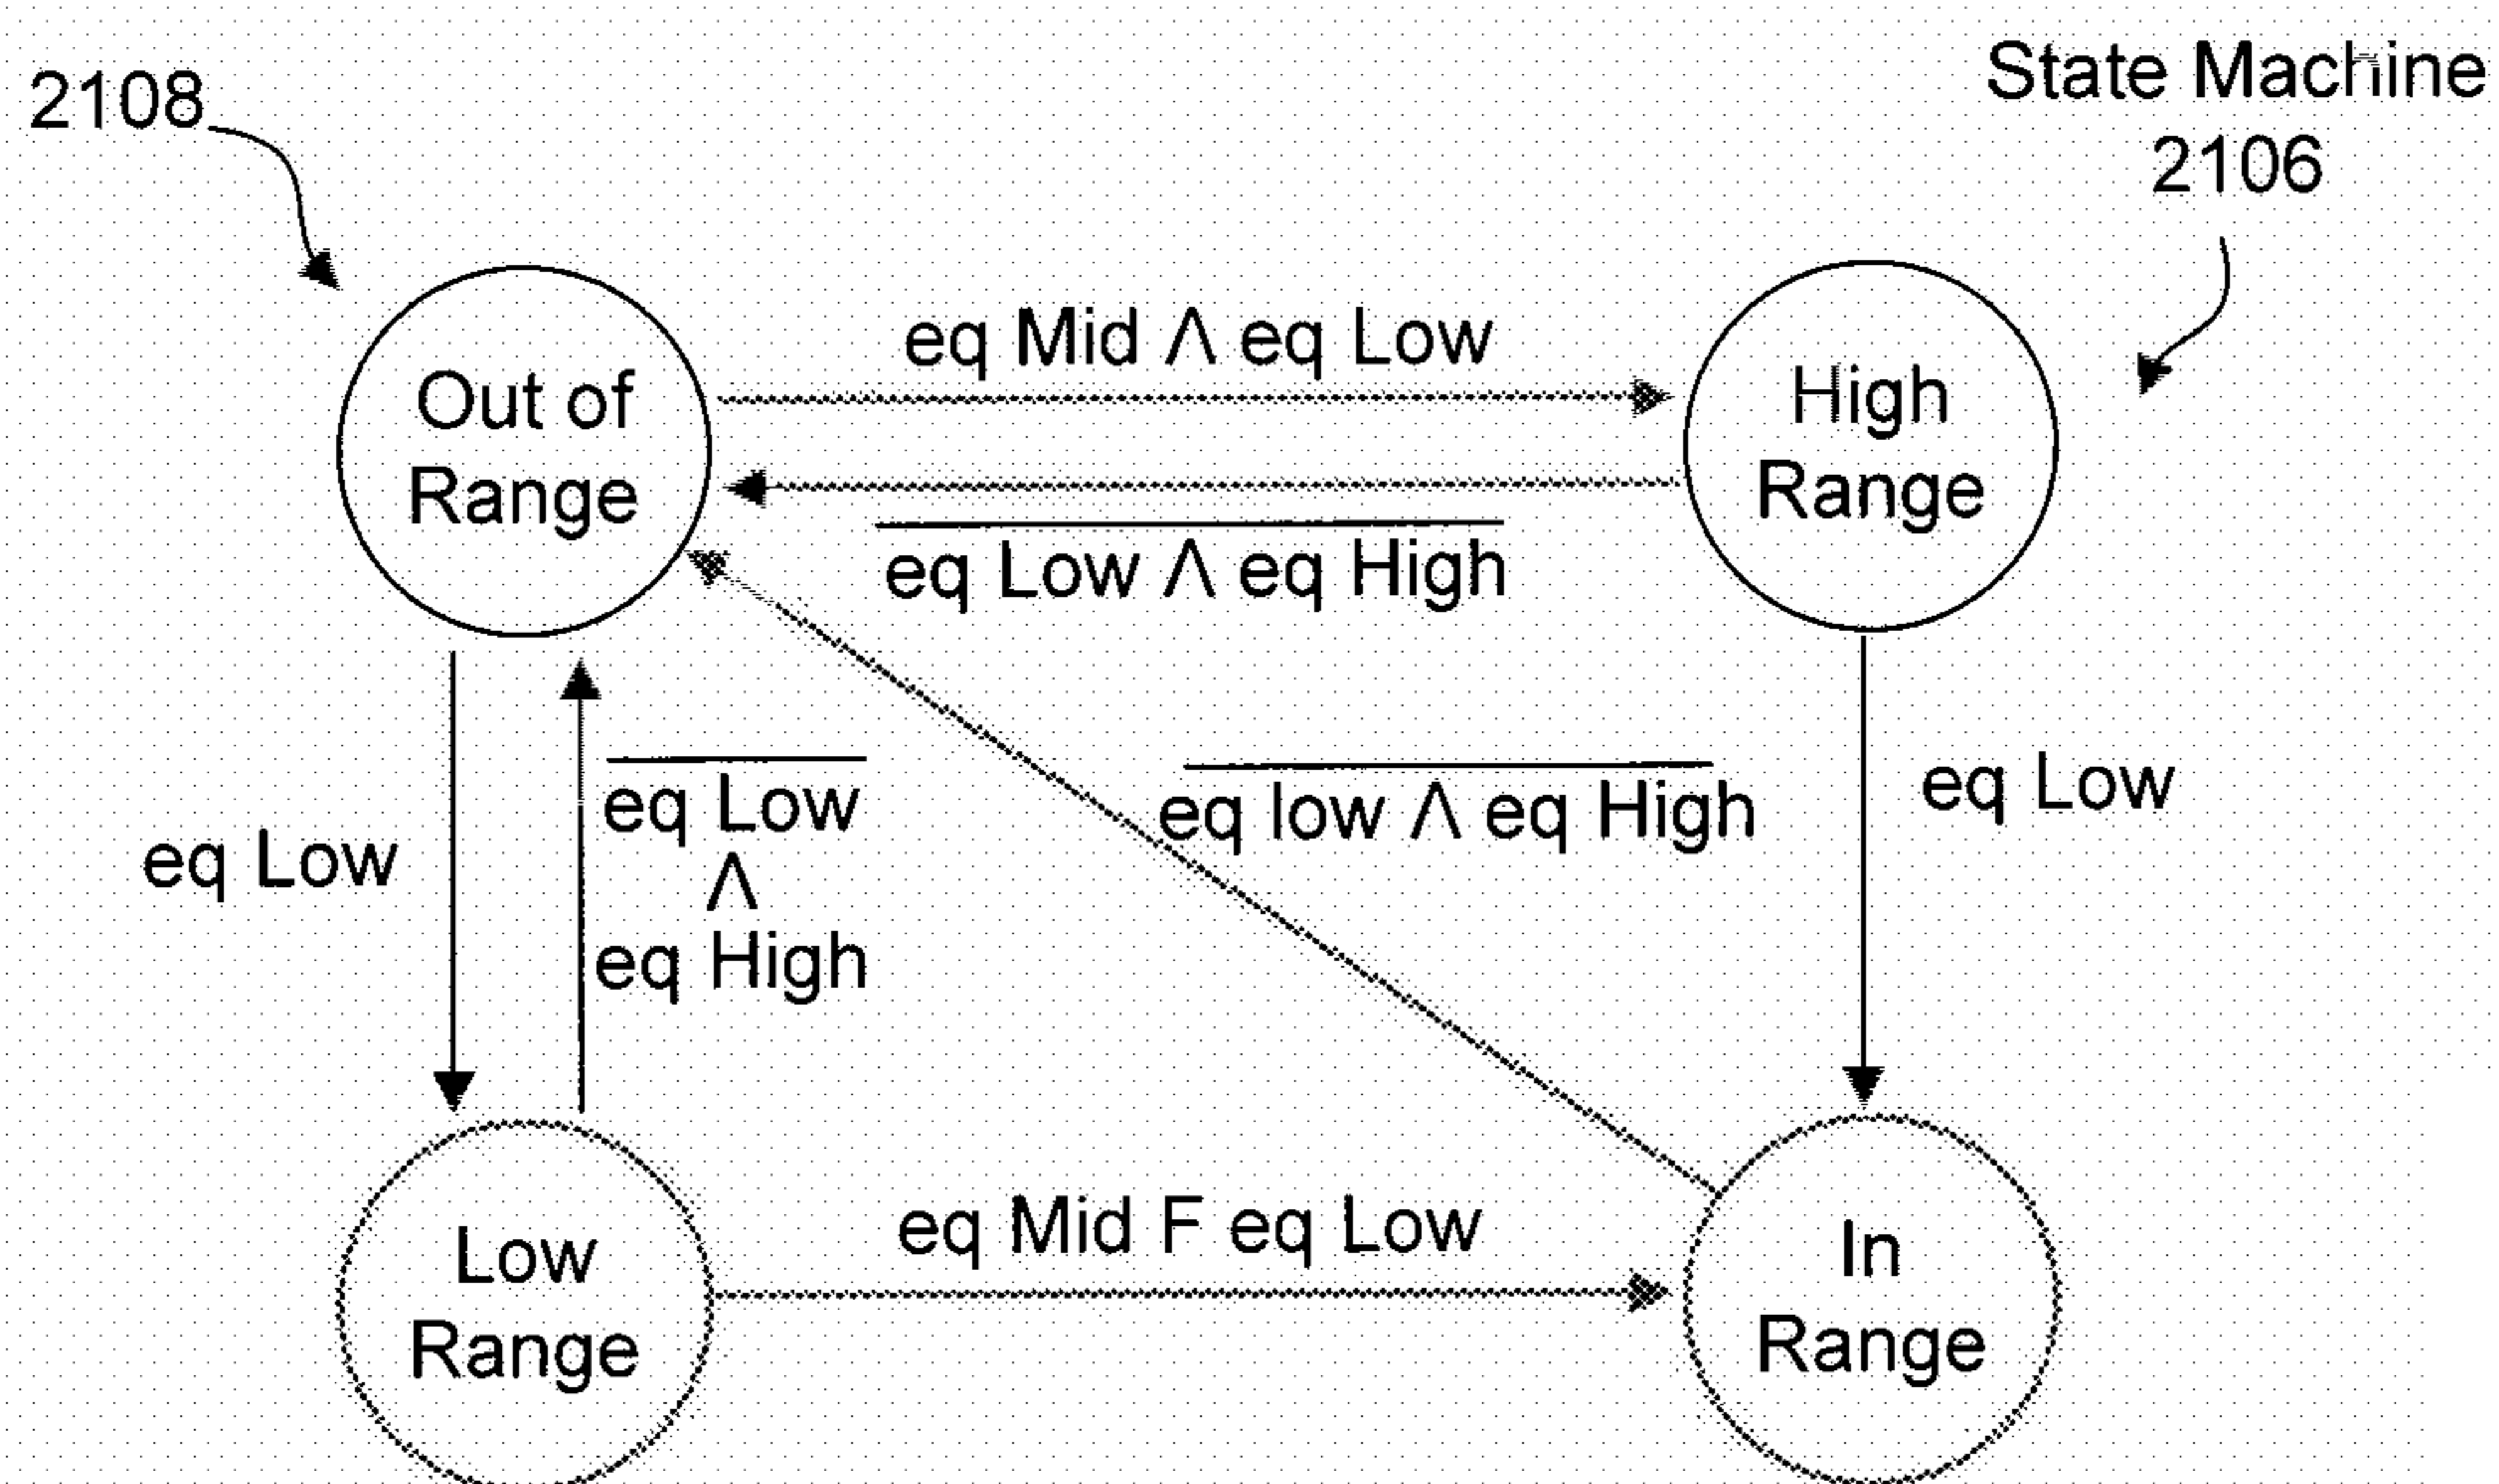 2108
State Machine
2106
Out of
Range
eq Mid Λ eq Low
High
Range
eq Low Λ eq High
eq Low
eq Low
Λ
eq High
eq low Λ eq High
eq Low
Low
Range
eq Mid F eq Low
In
Range